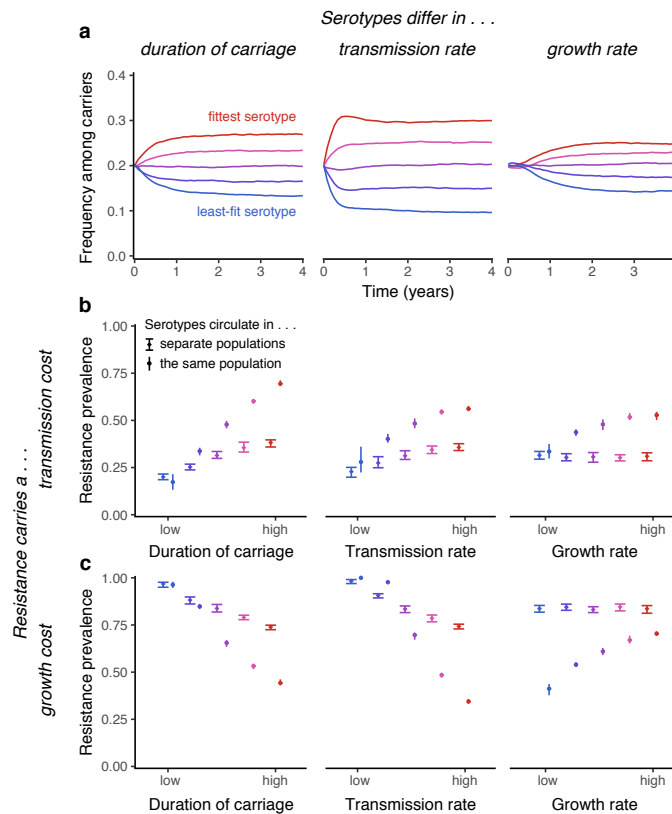 Serotypes differ in . . .
a
duration of carriage
transmission rate
growth rate
Frequency among carriers
0.4
0.3
0.2
0.1
0.0
fittest serotype
least-fit serotype
0 1 2 3 4
0 1 2 3 4
0 1 2 3
Time (years)
Resistance carries a . . .
b
transmission cost
Resistance prevalence
1.00
0.75
0.50
0.25
0.00
Serotypes circulate in . . .
separate populations
the same population
low high
low high
low high
Duration of carriage
Transmission rate
Growth rate
c
growth cost
Resistance prevalence
1.00
0.75
0.50
0.25
0.00
low high
low high
low high
Duration of carriage
Transmission rate
Growth rate